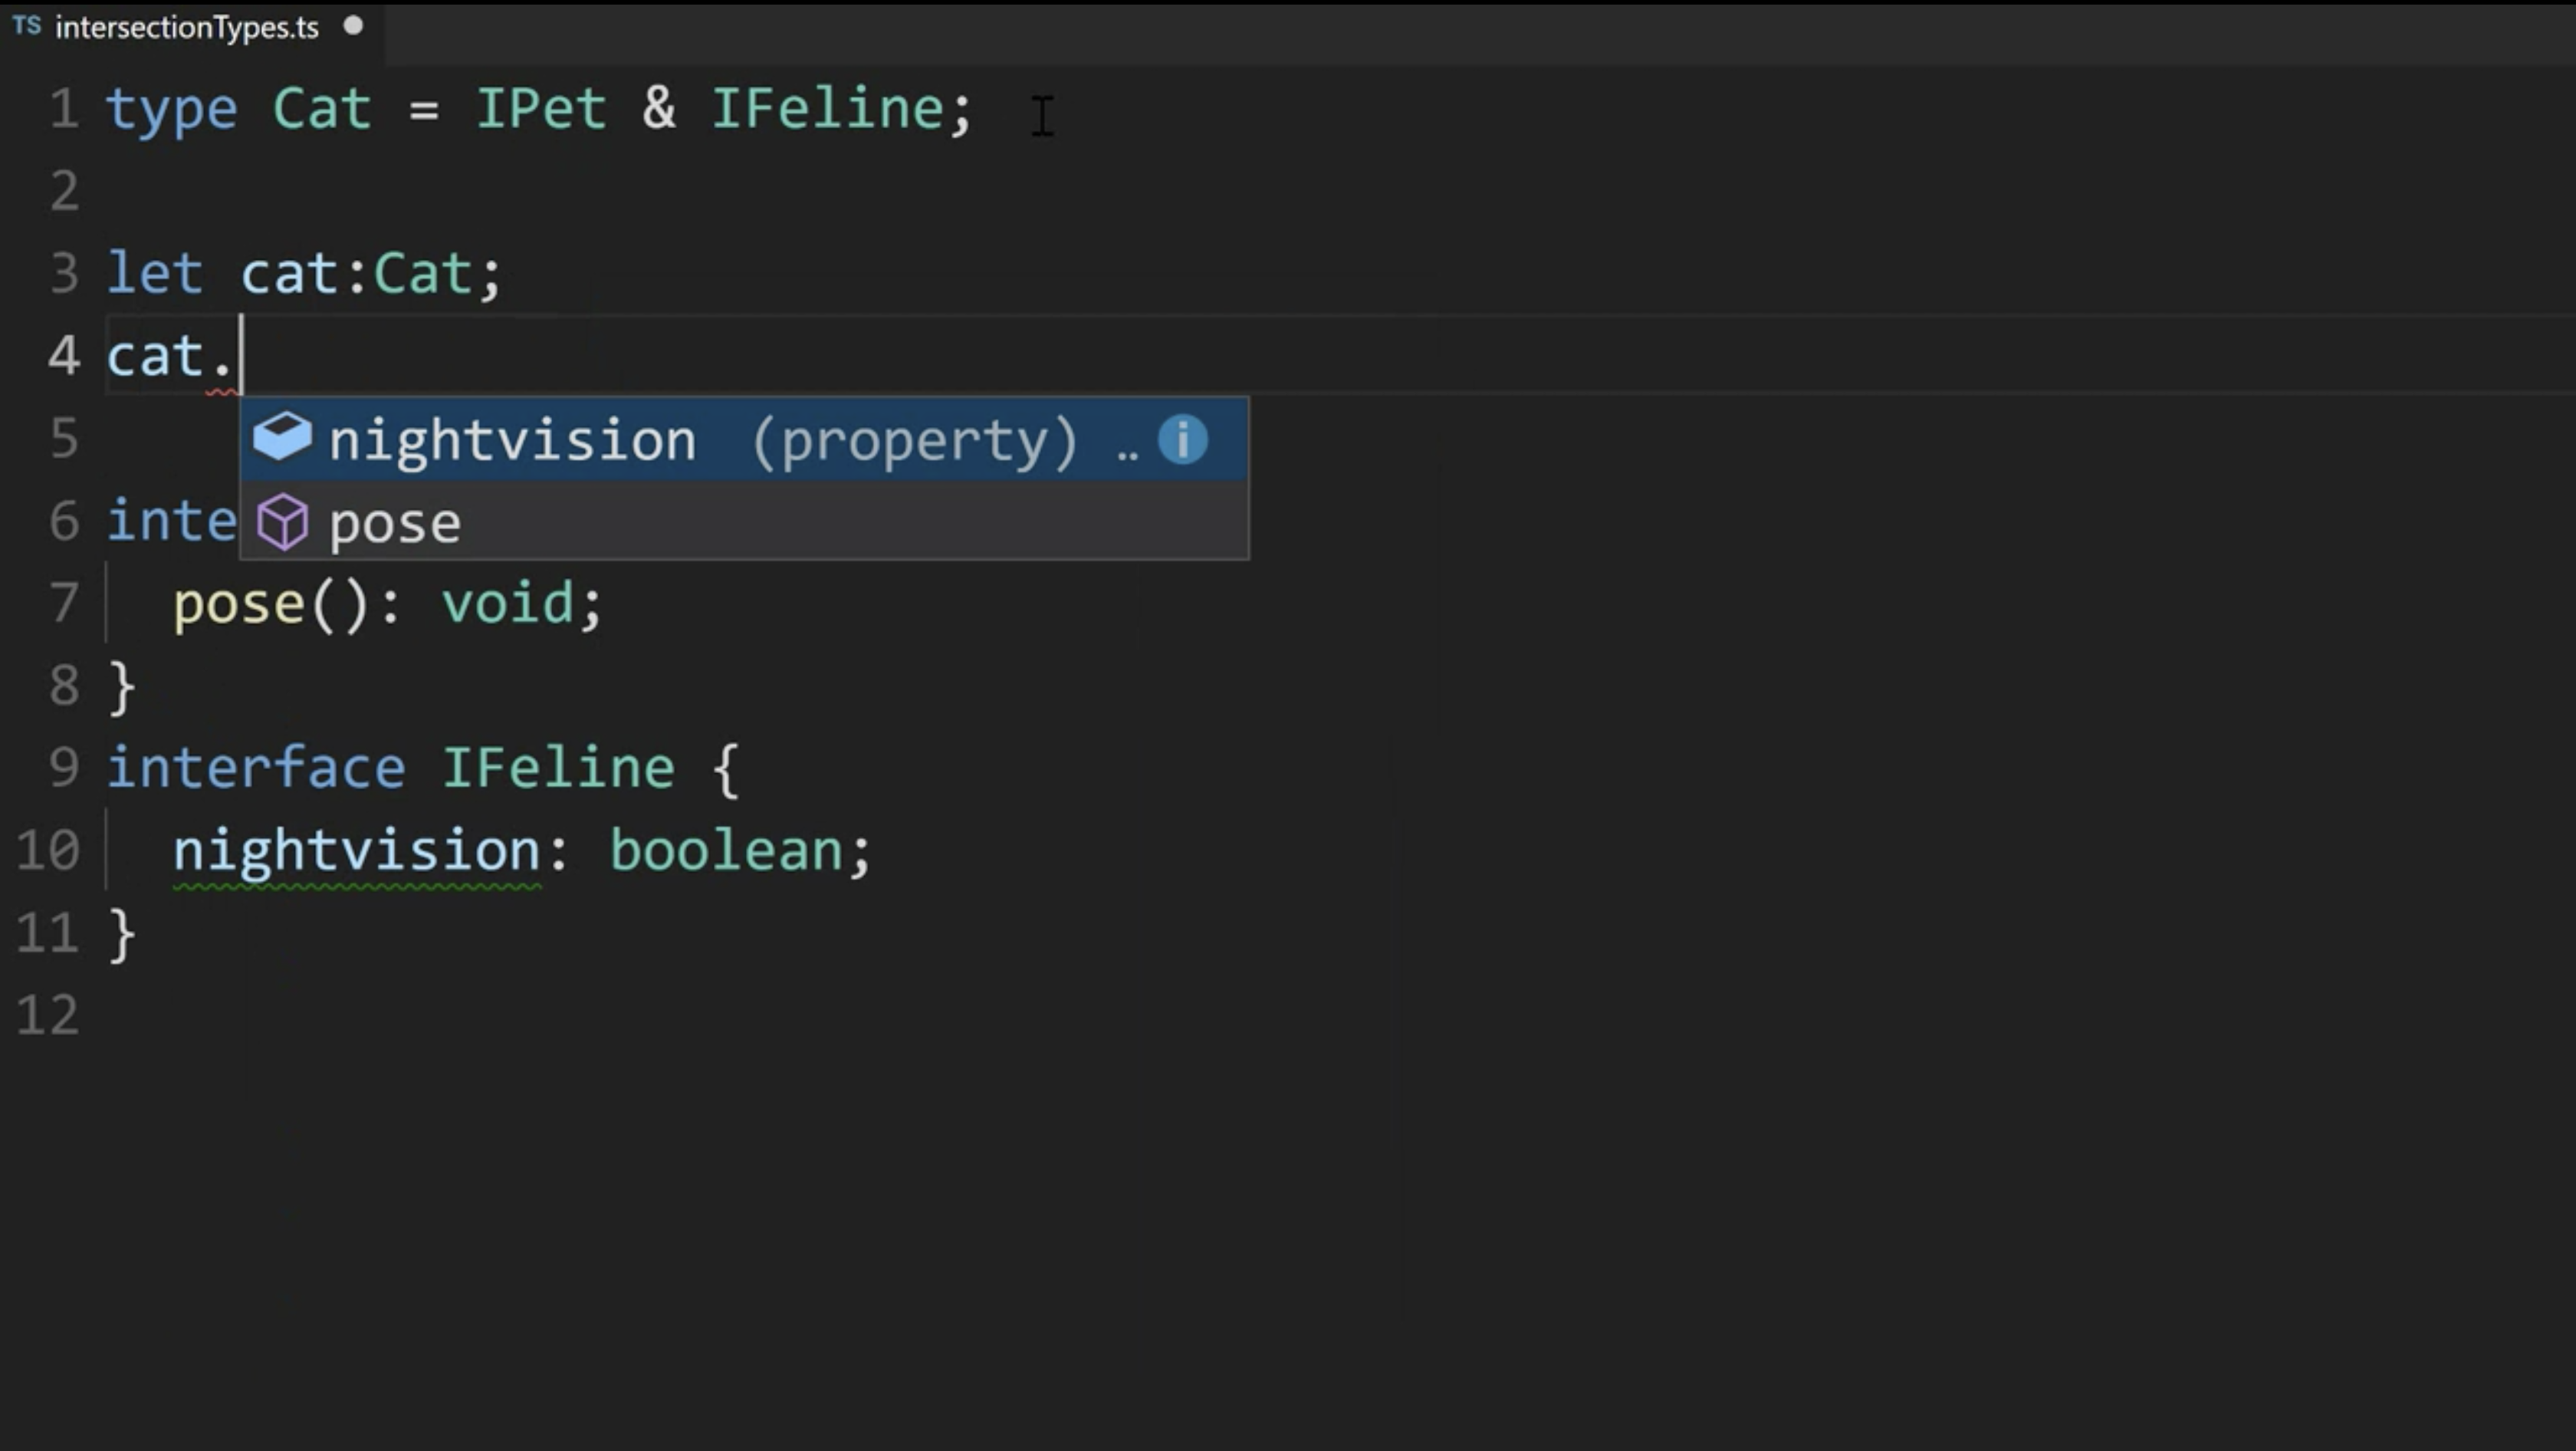 TS intersectionTypes.ts
1 type Cat = IPet & IFeline;
2
3 let cat:Cat;
4 cat.
nightvision (property) .. i
5
6 inte
pose
7 pose(): void;
8 }
9 interface IFeline {
10 nightvision: boolean;
11 }
12